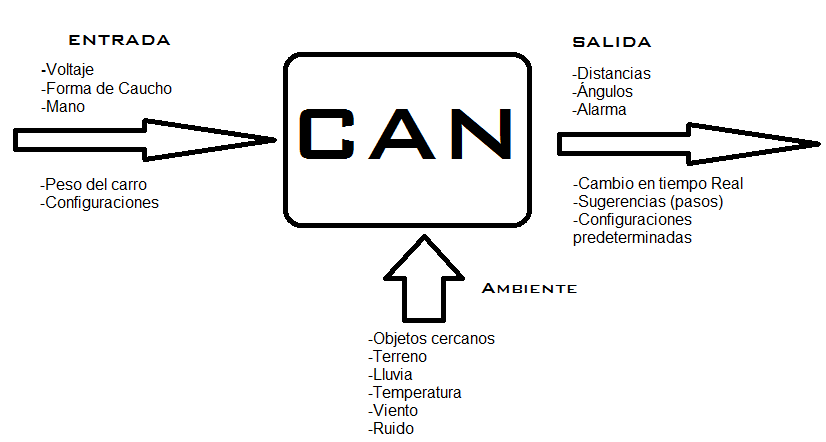 ENTRADA
-Voltaje
-Forma de Caucho
-Mano
-Peso del carro
-Configuraciones
CAN
SALIDA
-Distancias
-Ángulos
-Alarma
-Cambio en tiempo Real
-Sugerencias (pasos)
-Configuraciones
predeterminadas
AMBIENTE
-Objetos cercanos
-Terreno
-Lluvia
-Temperatura
-Viento
-Ruido